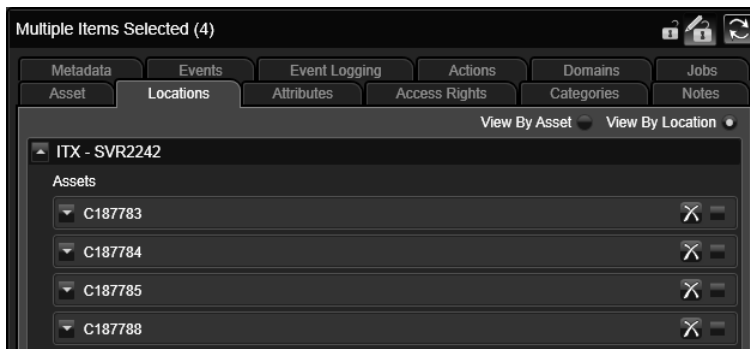 Multiple Items Selected (4)
Metadata Events Event Logging Actions Domains Jobs
Asset Locations Attributes Access Rights Categories Notes
View By Asset View By Location
ITX - SVR2242
Assets
C187783
C187784
C187785
C187788